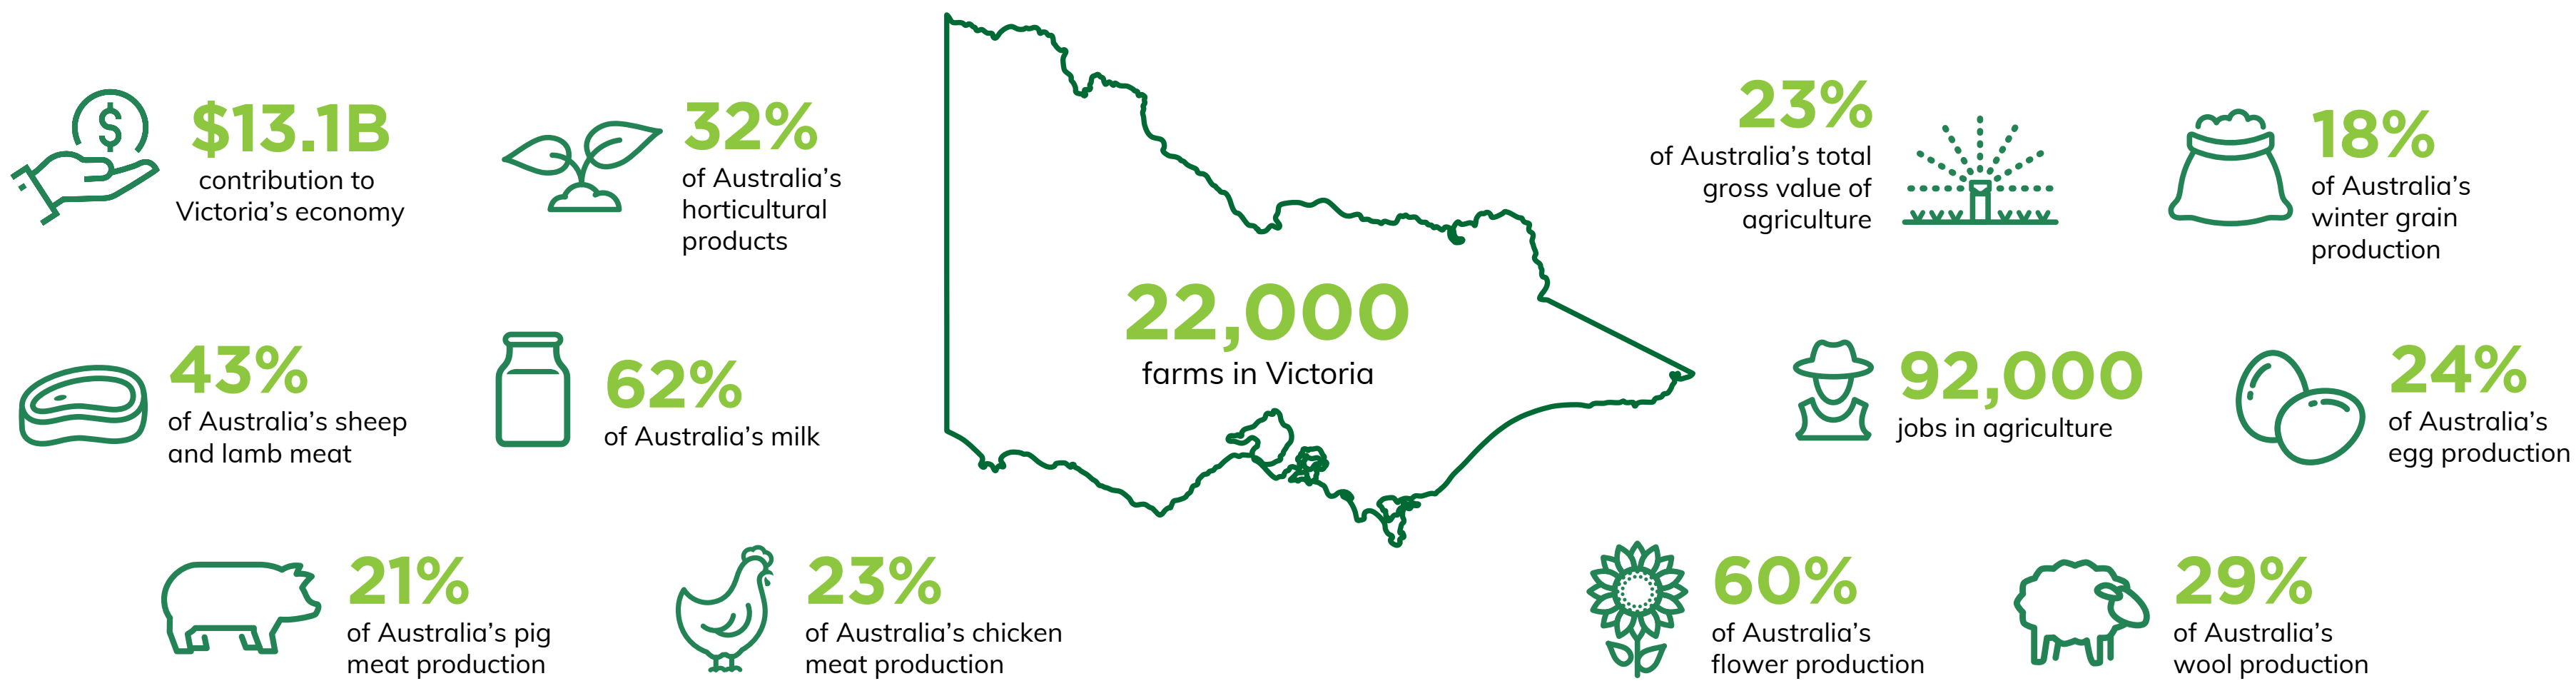 $13.1B
contribution to
Victoria’s economy
32%
of Australia’s
horticultural
products
23%
of Australia’s total
gross value of
agriculture
18%
of Australia’s
winter grain
production
43%
of Australia’s sheep
and lamb meat
62%
of Australia’s milk
22,000
farms in Victoria
92,000
jobs in agriculture
24%
of Australia’s
egg production
21%
of Australia’s pig
meat production
23%
of Australia’s chicken
meat production
60%
of Australia’s
flower production
29%
of Australia’s
wool production